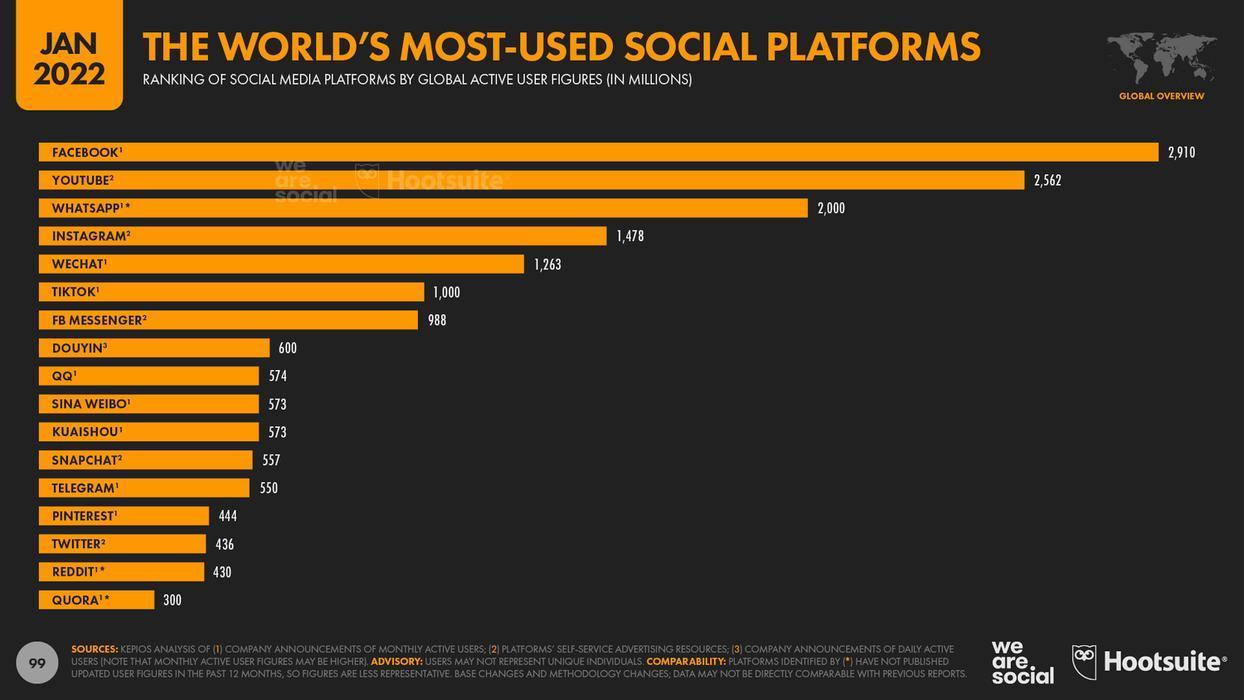 JAN
2022
THE WORLD'S MOST-USED SOCIAL PLATFORMS
RANKING OF SOCIAL MEDIA PLATFORMS BY GLOBAL ACTIVE USER FIGURES (IN MILLIONS)
GLOBAL OVERVIEW
FACEBOOK¹ 2,910
we are social Hootsuite®
YOUTUBE² 2,562
WHATSAPP¹* 2,000
INSTAGRAM² 1,478
WECHAT¹ 1,263
TIKTOK¹ 1,000
FB MESSENGER² 988
DOUYIN³ 600
QQ¹ 574
SINA WEIBO¹ 573
KUAISHOU¹ 573
SNAPCHAT² 557
TELEGRAM¹ 550
PINTEREST¹ 444
TWITTER² 436
REDDIT¹* 430
QUORA¹* 300
99
SOURCES: KEPIOS ANALYSIS OF (1) COMPANY ANNOUNCEMENTS OF MONTHLY ACTIVE USERS; (2) PLATFORMS' SELF-SERVICE ADVERTISING RESOURCES; (3) COMPANY ANNOUNCEMENTS OF DAILY ACTIVE
USERS (NOTE THAT MONTHLY ACTIVE USER FIGURES MAY BE HIGHER). ADVISORY: USERS MAY NOT REPRESENT UNIQUE INDIVIDUALS. COMPARABILITY: PLATFORMS IDENTIFIED BY (*) HAVE NOT PUBLISHED
UPDATED USER FIGURES IN THE PAST 12 MONTHS, SO FIGURES ARE LESS REPRESENTATIVE. BASE CHANGES AND METHODOLOGY CHANGES; DATA MAY NOT BE DIRECTLY COMPARABLE WITH PREVIOUS REPORTS.
we
are
social
Hootsuite®